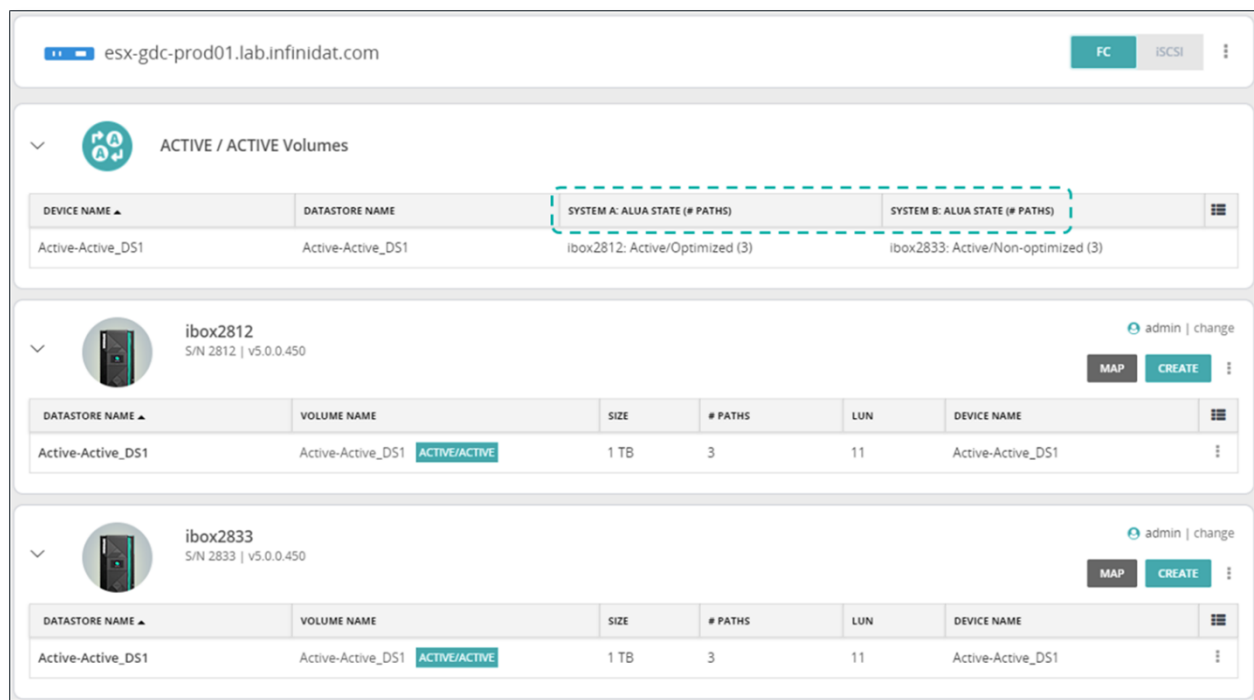 esx-gdc-prod01.lab.infinidat.com FC iSCSI
ACTIVE / ACTIVE Volumes
DEVICE NAME DATASTORE NAME SYSTEM A: ALUA STATE (# PATHS) SYSTEM B: ALUA STATE (# PATHS)
Active-Active_DS1 Active-Active_DS1 ibox2812: Active/Optimized (3) ibox2833: Active/Non-optimized (3)
ibox2812 admin | change
S/N 2812 | v5.0.0.450
MAP CREATE
DATASTORE NAME VOLUME NAME SIZE # PATHS LUN DEVICE NAME
Active-Active_DS1 Active-Active_DS1 ACTIVE/ACTIVE 1 TB 3 11 Active-Active_DS1
ibox2833 admin | change
S/N 2833 | v5.0.0.450
MAP CREATE
DATASTORE NAME VOLUME NAME SIZE # PATHS LUN DEVICE NAME
Active-Active_DS1 Active-Active_DS1 ACTIVE/ACTIVE 1 TB 3 11 Active-Active_DS1